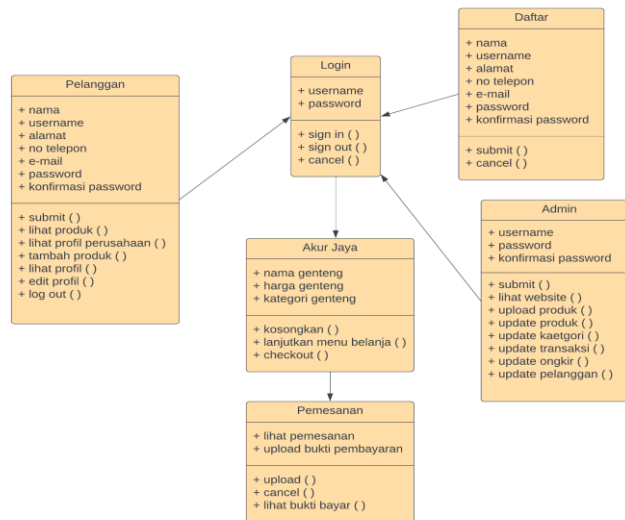 Pelanggan
+ nama
+ username
+ alamat
+ no telepon
+ e-mail
+ password
+ konfirmasi password
+ submit ( )
+ lihat produk ( )
+ lihat profil perusahaan ( )
+ tambah produk ( )
+ lihat profil ( )
+ edit profil ( )
+ log out ( )
Login
+ username
+ password
+ sign in ( )
+ sign out ( )
+ cancel ( )
Daftar
+ nama
+ username
+ alamat
+ no telepon
+ e-mail
+ password
+ konfirmasi password
+ submit ( )
+ cancel ( )
Akur Jaya
+ nama genteng
+ harga genteng
+ kategori genteng
+ kosongkan ( )
+ lanjutkan menu belanja ( )
+ checkout ( )
Admin
+ username
+ password
+ konfirmasi password
+ submit ( )
+ lihat website ( )
+ upload produk ( )
+ update produk ( )
+ update kaetgori ( )
+ update transaksi ( )
+ update ongkir ( )
+ update pelanggan ( )
Pemesanan
+ lihat pemesanan
+ upload bukti pembayaran
+ upload ( )
+ cancel ( )
+ lihat bukti bayar ( )